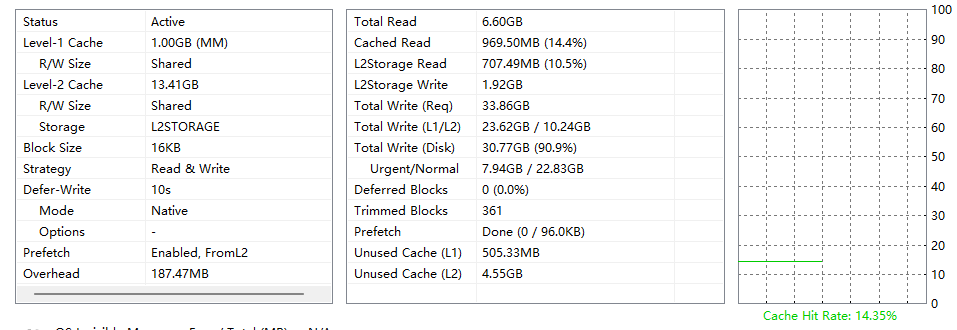 Status Active
Level-1 Cache 1.00GB (MM)
R/W Size Shared
Level-2 Cache 13.41GB
R/W Size Shared
Storage L2STORAGE
Block Size 16KB
Strategy Read & Write
Defer-Write 10s
Mode Native
Options -
Prefetch Enabled, FromL2
Overhead 187.47MB
Total Read 6.60GB
Cached Read 969.50MB (14.4%)
L2Storage Read 707.49MB (10.5%)
L2Storage Write 1.92GB
Total Write (Req) 33.86GB
Total Write (L1/L2) 23.62GB / 10.24GB
Total Write (Disk) 30.77GB (90.9%)
Urgent/Normal 7.94GB / 22.83GB
Deferred Blocks 0 (0.0%)
Trimmed Blocks 361
Prefetch Done (0 / 96.0KB)
Unused Cache (L1) 505.33MB
Unused Cache (L2) 4.55GB
100
90
80
70
60
50
40
30
20
10
0
Cache Hit Rate: 14.35%